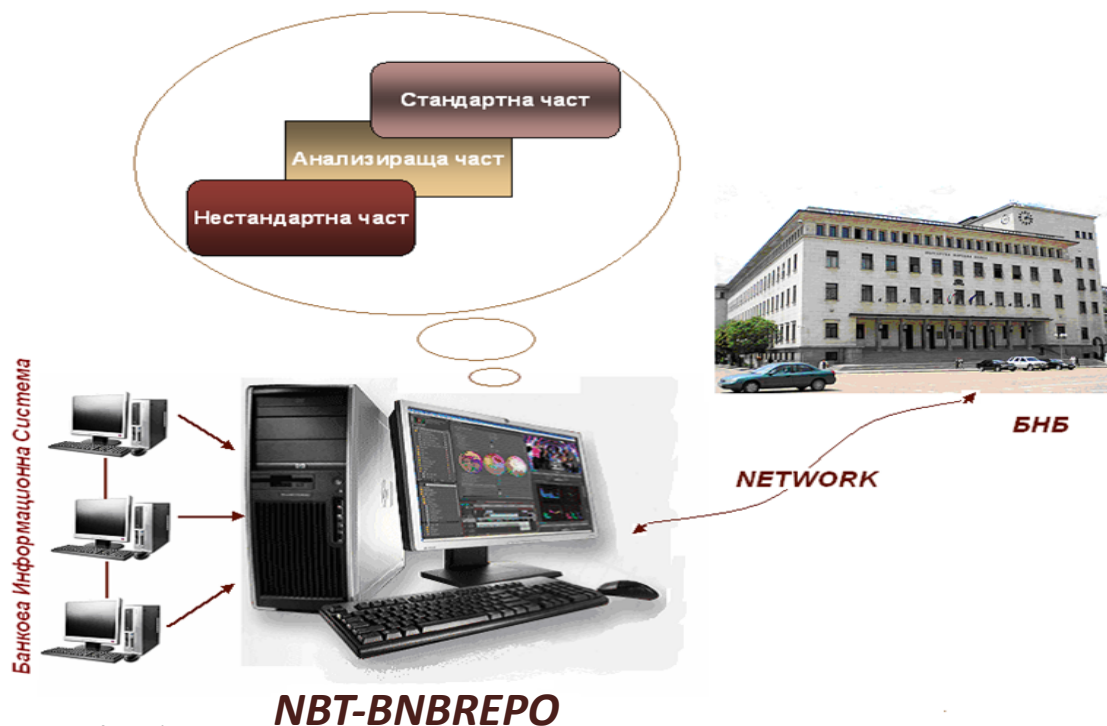 Стандартна част
Анализираща част
Нестандартна част
Банкова Информационна Система
БНБ
NETWORK
NBT-BNBREPO